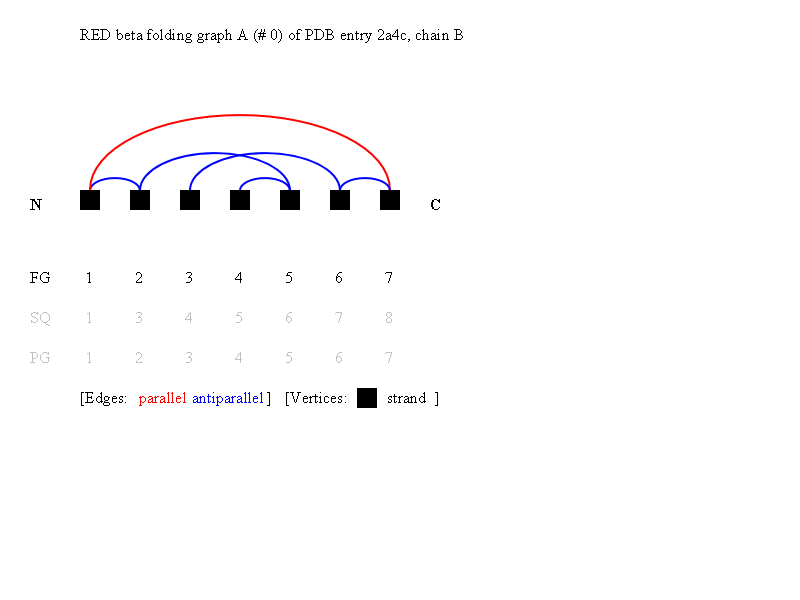 RED beta folding graph A (# 0) of PDB entry 2a4c, chain B
N C
FG 1 2 3 4 5 6 7
SQ 1 3 4 5 6 7 8
PG 1 2 3 4 5 6 7
[Edges: parallel antiparallel ] [Vertices: strand ]